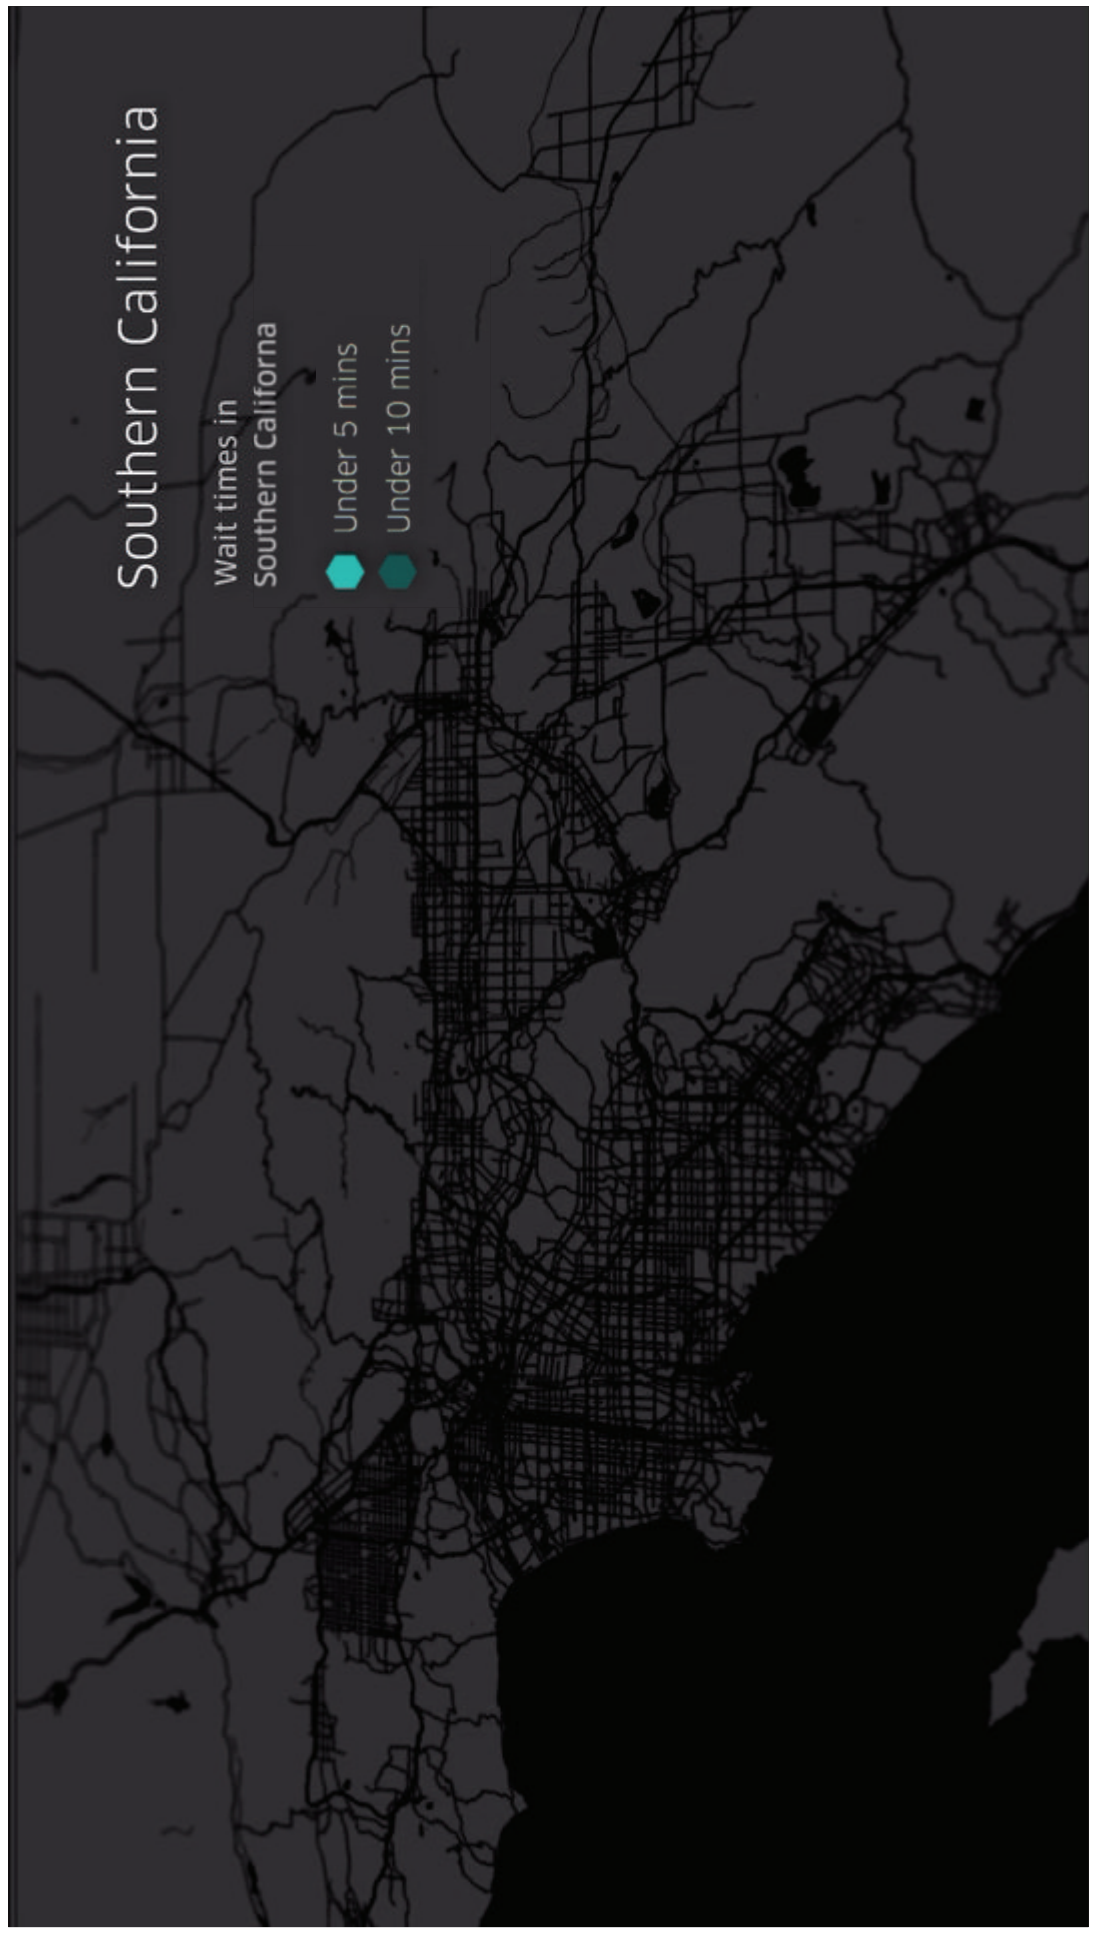 Southern California
Wait times in
Southern Californa
Under 5 mins
Under 10 mins